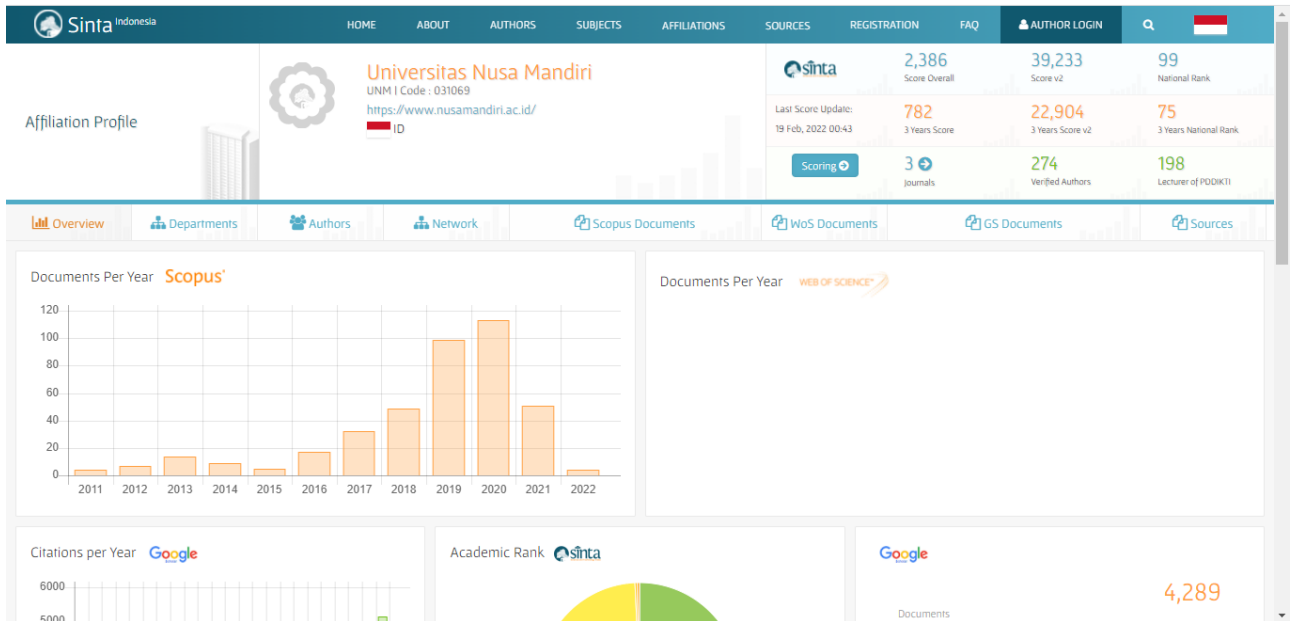 Sinta Indonesia
HOME ABOUT AUTHORS SUBJECTS AFFILIATIONS SOURCES REGISTRATION FAQ AUTHOR LOGIN
Affiliation Profile
Universitas Nusa Mandiri
UNM | Code : 031069
https://www.nusamandiri.ac.id/
ID
sinta
2,386
Score Overall
39,233
Score v2
99
National Rank
Last Score Update:
19 Feb, 2022 00:43
782
3 Years Score
22,904
3 Years Score v2
75
3 Years National Rank
Scoring
3
Journals
274
Verified Authors
198
Lecturer of PDDIKTI
Overview Departments Authors Network Scopus Documents WoS Documents GS Documents Sources
Documents Per Year Scopus
120
100
80
60
40
20
0
2011 2012 2013 2014 2015 2016 2017 2018 2019 2020 2021 2022
Documents Per Year WEB OF SCIENCE
Citations per Year Google
6000
5000
Academic Rank sinta
Google
4,289
Documents